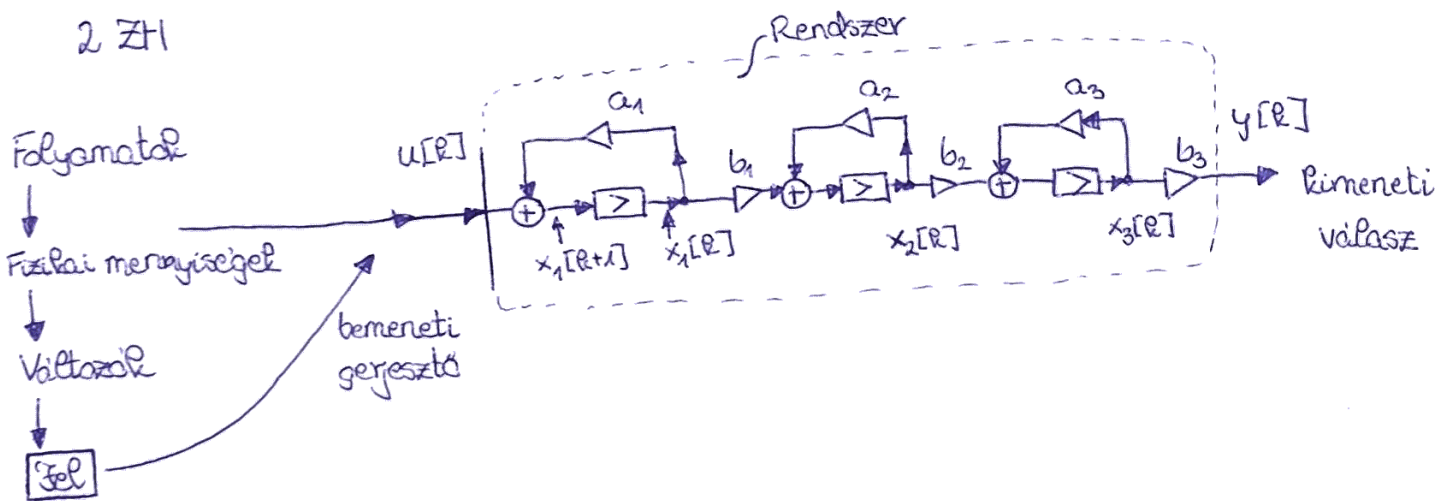 2 ZH
Rendszer
Folyamatok
u[k]
a₁
a₂
a₃
y[k]
b₁
b₂
b₃
+
>
+
>
+
>
x₁[k+1]
x₁[k]
x₂[k]
x₃[k]
kimeneti
válasz
Fizikai mennyiségek
Változók
bemeneti
gerjesztő
Jel